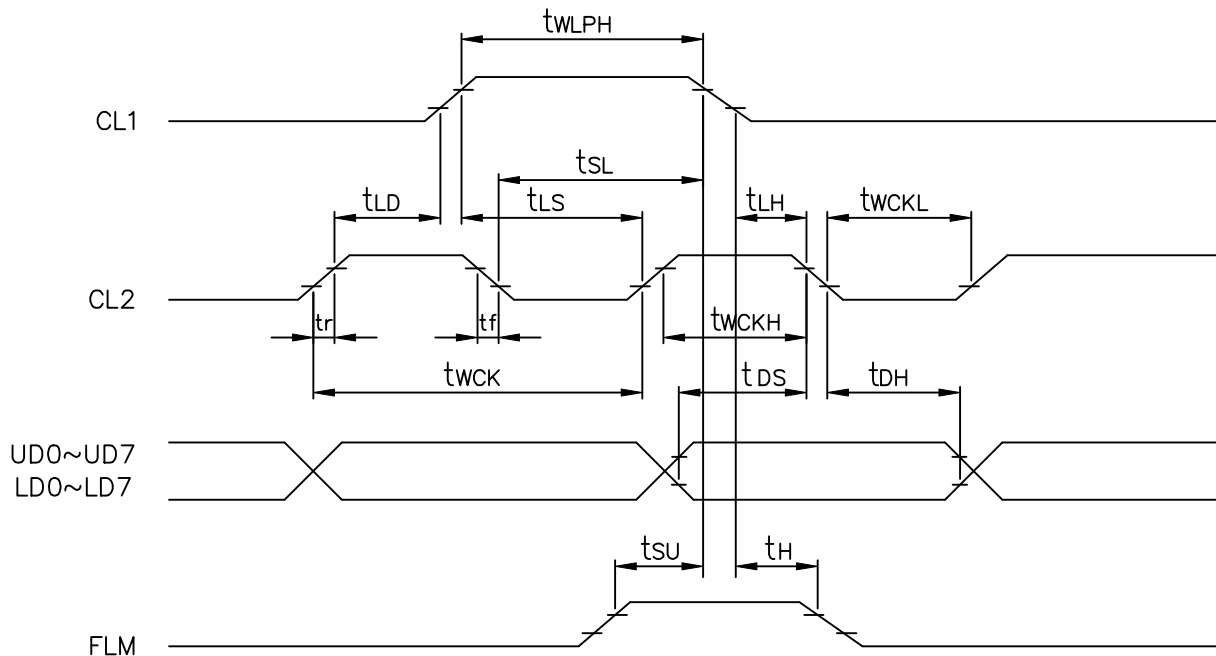 tWLPH
CL1
tSL
tLD
tLS
tLH
tWCKL
CL2
tr
tf
tWCKH
tWCK
tDS
tDH
UD0~UD7
LD0~LD7
tSU
tH
FLM